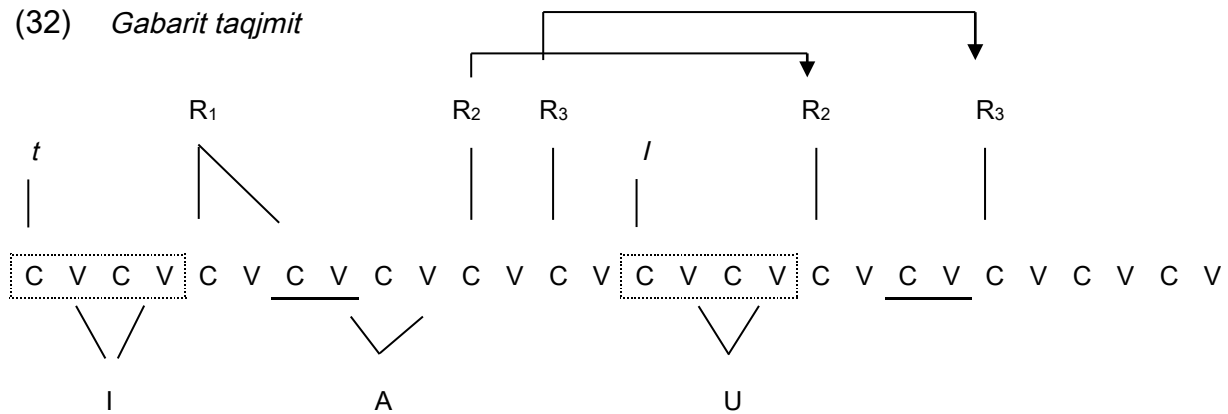 (32) Gabarit taqjmit
R1 R2 R3 R2 R3
t l
C V C V C V C V C V C V C V C V C V C V C V C V C V C V
I A U